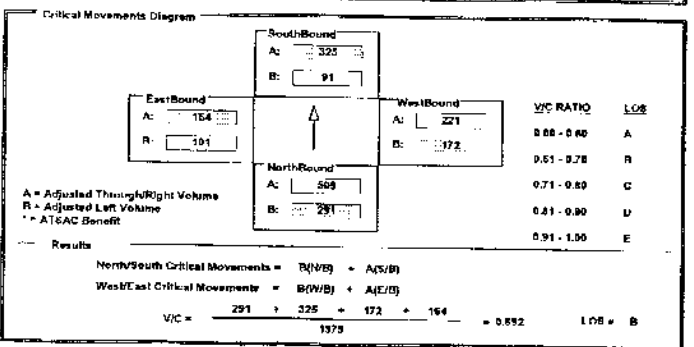 Critical Movements Diagram
SouthBound
A: 325
B: 91
EastBound
A: 164
B: 101
WestBound
A: 221
B: 172
NorthBound
A: 509
B: 291
V/C RATIO LOS
0.00 - 0.60 A
0.61 - 0.70 B
0.71 - 0.80 C
0.81 - 0.90 D
0.91 - 1.00 E
A = Adjusted Through/Right Volume
B = Adjusted Left Volume
* = ATSAC Benefit
Results
North/South Critical Movements = B(N/B) + A(S/B)
West/East Critical Movements = B(W/B) + A(E/B)
291 + 325 + 172 + 164
V/C = = 0.692 LOS = B
1375